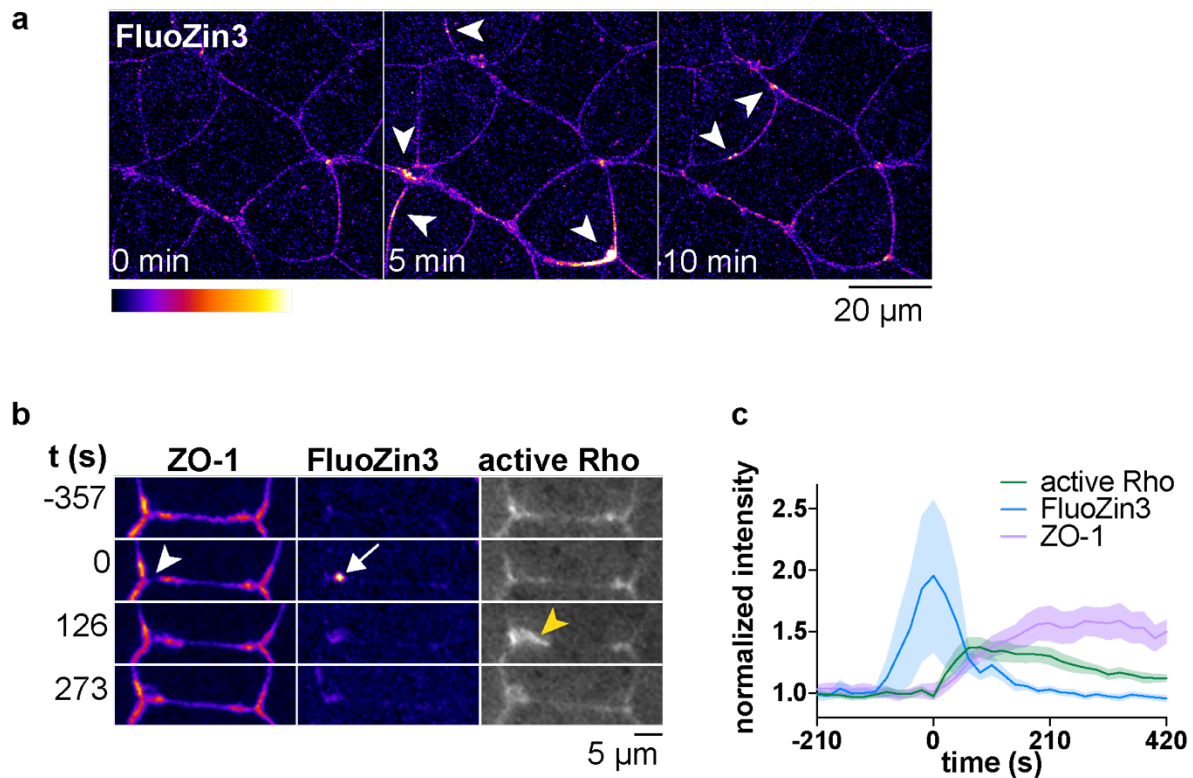 a
FluoZin3
0 min
5 min
10 min
20 µm
b
t (s)
ZO-1
FluoZin3
active Rho
-357
0
126
273
5 µm
c
normalized intensity
active Rho
FluoZin3
ZO-1
2.5
2.0
1.5
1.0
-210
0
210
420
time (s)